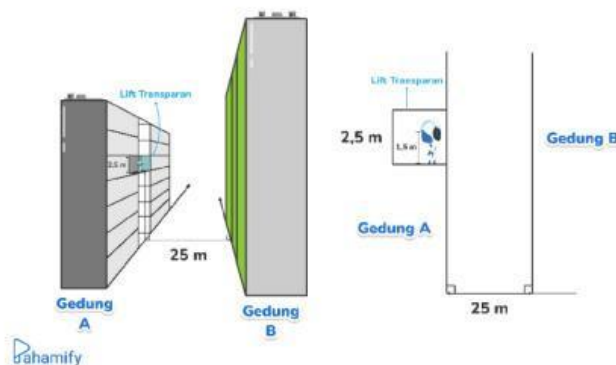 Lift Transparan
2,5 m
25 m
Gedung
A
Gedung
B
Lift Transparan
2,5 m
1,5 m
Gedung B
Gedung A
25 m
Pahamify